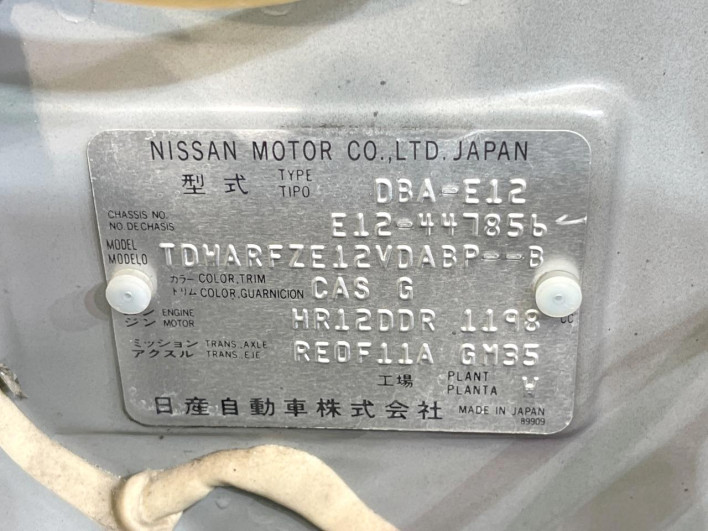 NISSAN MOTOR CO.,LTD. JAPAN
型式 TYPE TIPO DBA-E12
CHASSIS NO. NO. DE CHASIS E12-447856
MODEL MODELO TDHARFZE12VDABP--B
カラー COLOR,TRIM トリム COLOR,GUARNICION CAS G
ジン ENGINE MOTOR HR12DDR 1198 CC
ミッション TRANS.,AXLE アクスル TRANS.,EJE RE0F11A GM35
工場 PLANT PLANTA W
日産自動車株式会社 MADE IN JAPAN
89909